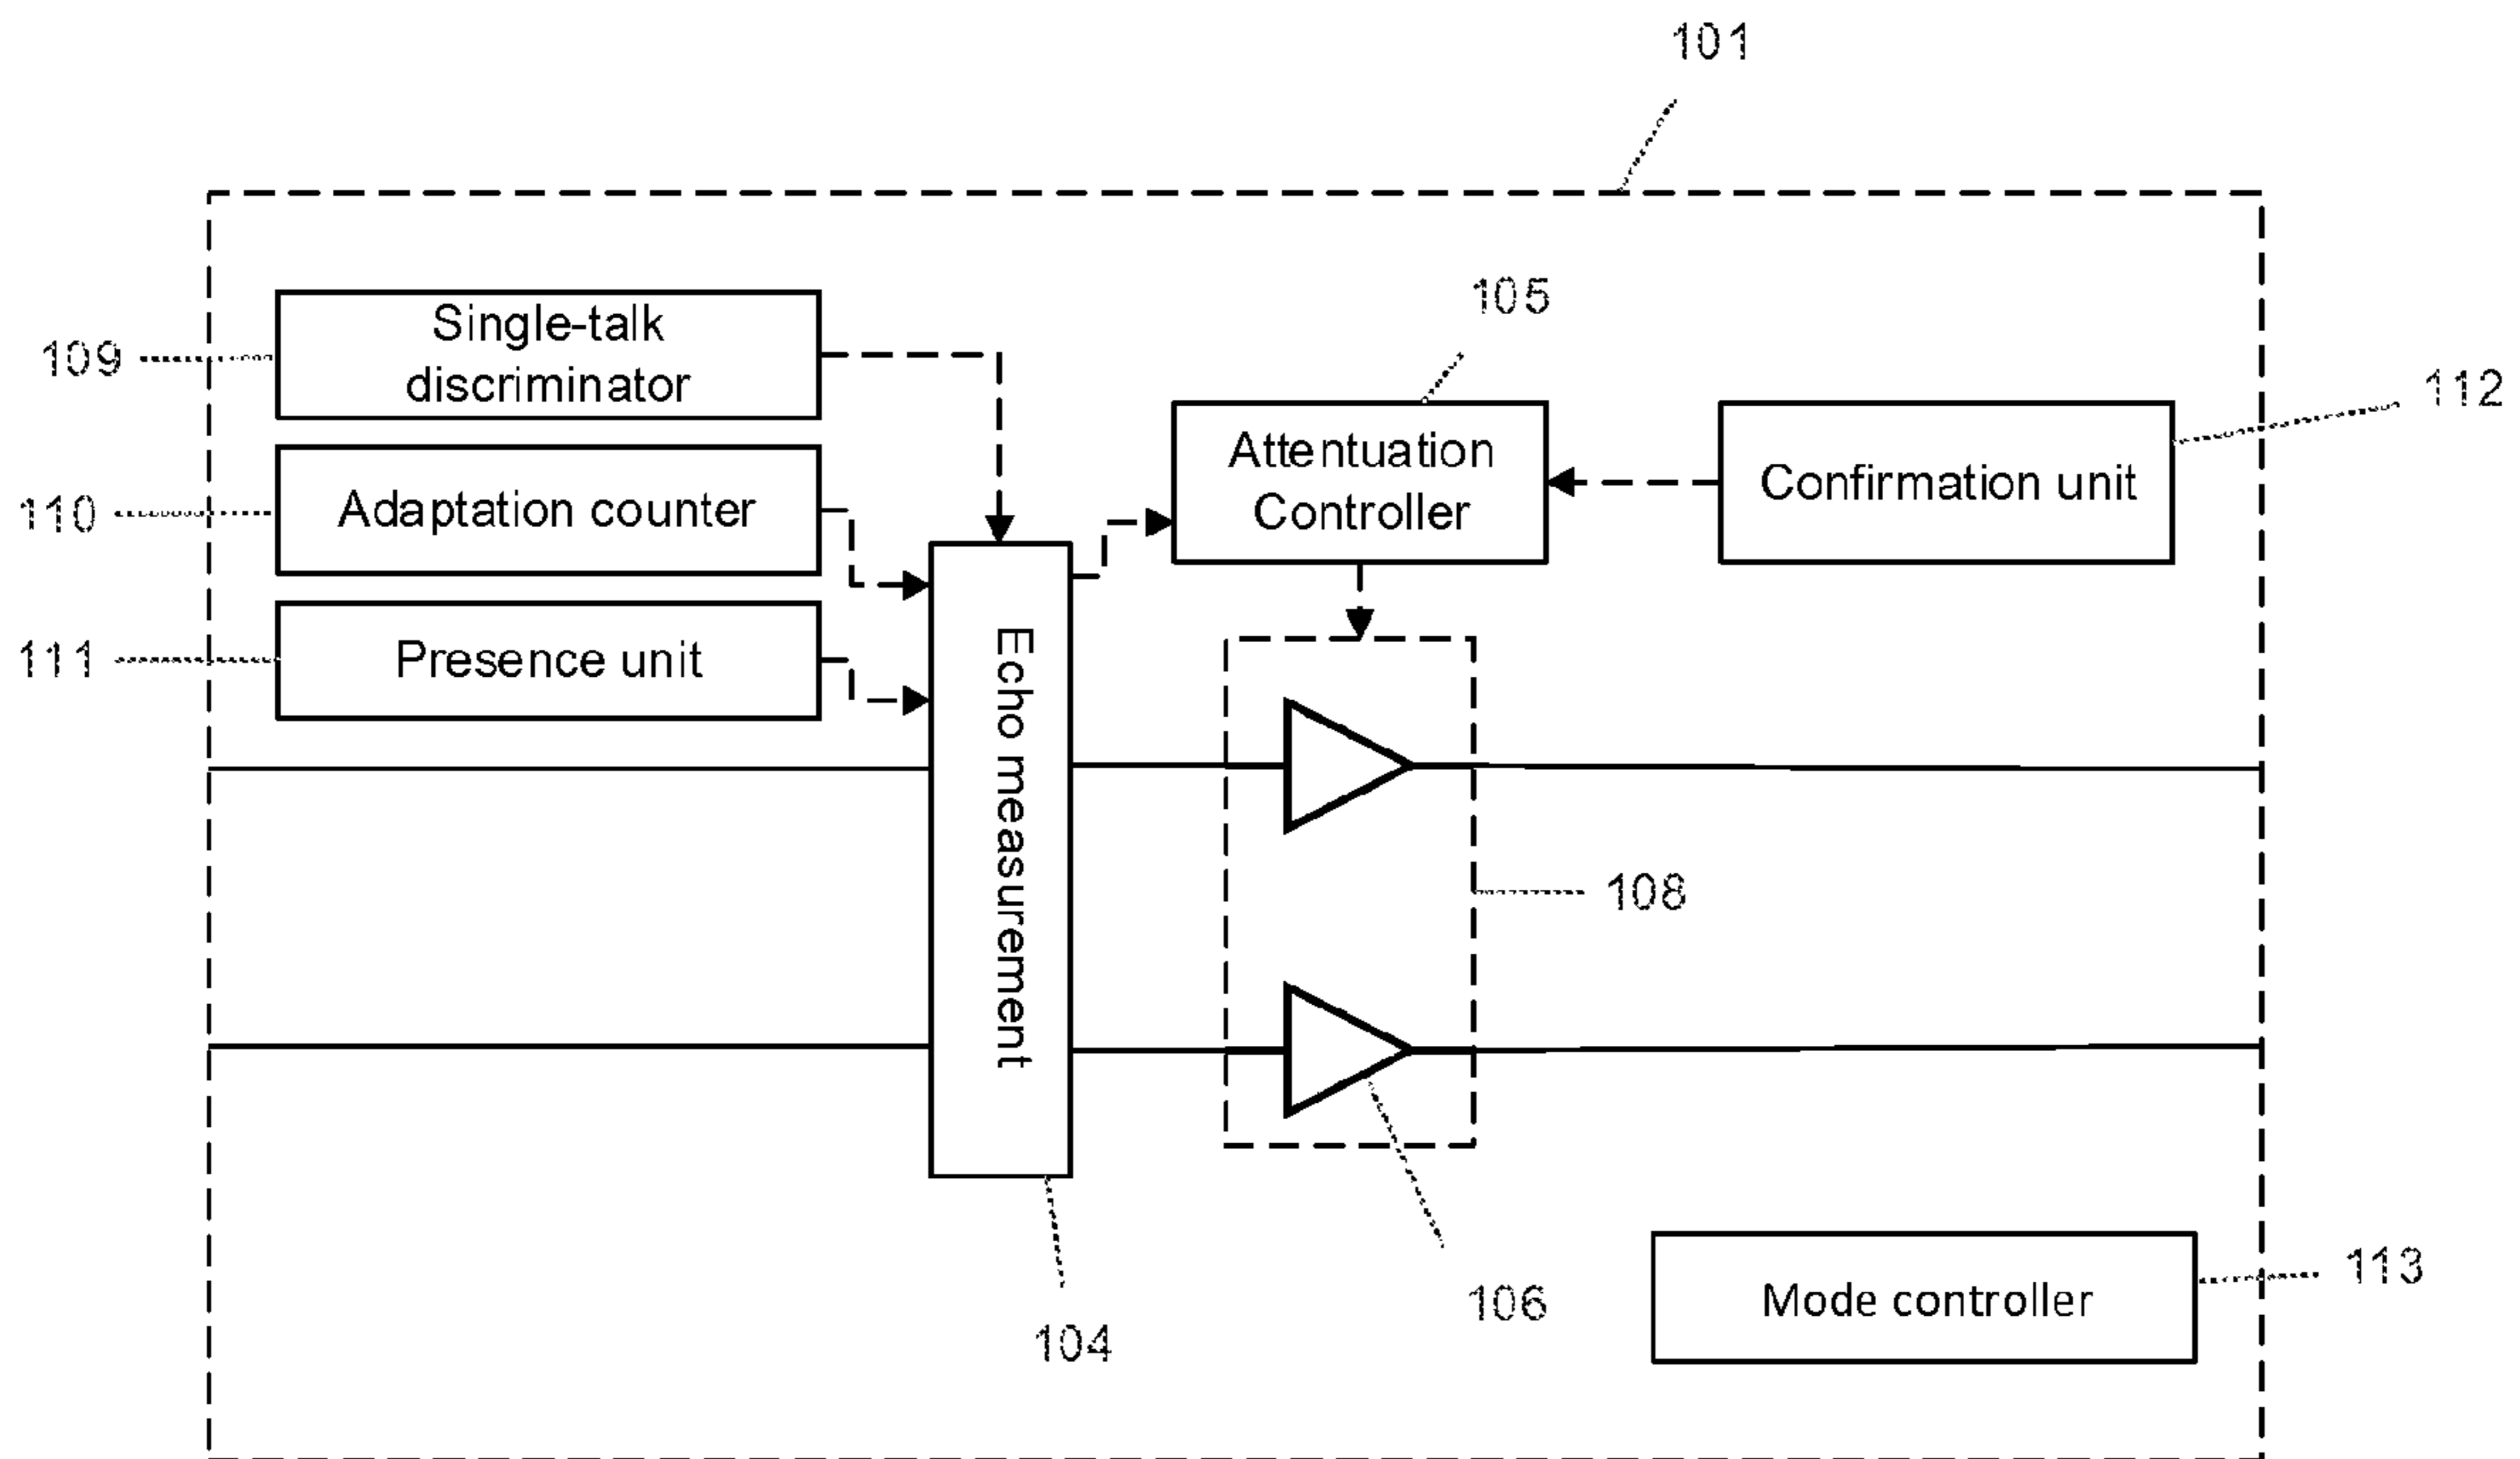 101
105
Single-talk
discriminator
109
112
Attentuation
Controller
Confirmation unit
110
Adaptation counter
111
Presence unit
Echo measurement
108
106
113
Mode controller
104